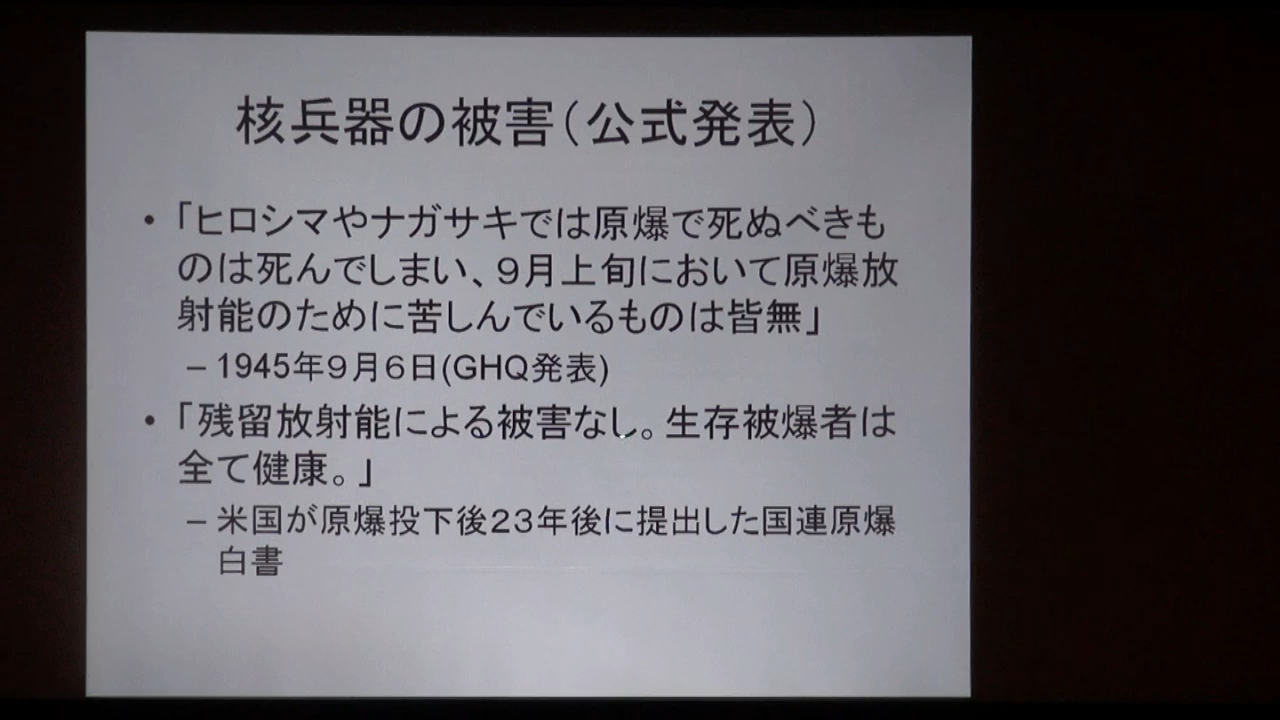 核兵器の被害（公式発表）
・「ヒロシマやナガサキでは原爆で死ぬべきも
のは死んでしまい、９月上旬において原爆放
射能のために苦しんでいるものは皆無」
– 1945年９月６日(GHQ発表)
・「残留放射能による被害なし。生存被爆者は
全て健康。」
– 米国が原爆投下後２３年後に提出した国連原爆
白書